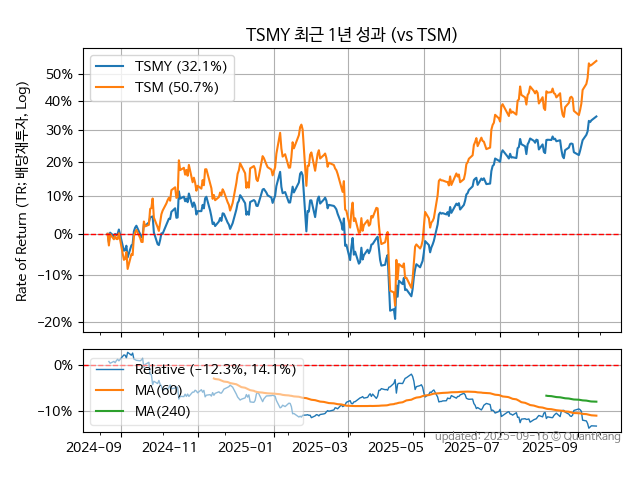 TSMY 최근 1년 성과 (vs TSM)
Rate of Return (TR: 배당재투자, Log)
50%
40%
30%
20%
10%
0%
−10%
−20%
TSMY (32.1%)
TSM (50.7%)
0%
−10%
Relative (−12.3%, 14.1%)
MA(60)
MA(240)
2024−09
2024−11
2025−01
2025−03
2025−05
2025−07
2025−09
updated: 2025-09-16 © QuantRang